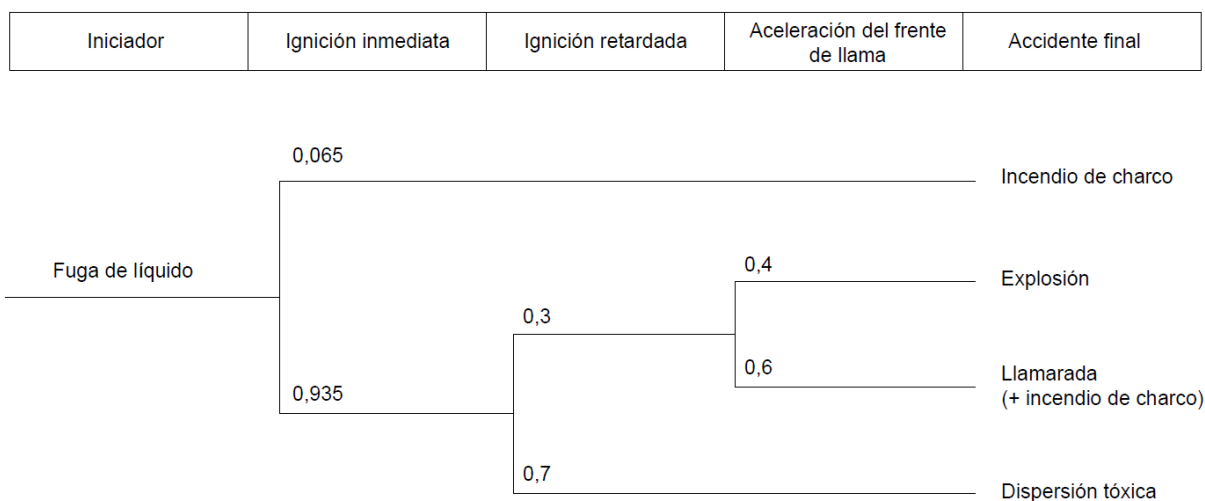 Iniciador
Ignición inmediata
Ignición retardada
Aceleración del frente
de llama
Accidente final
0,065
Incendio de charco
Fuga de líquido
0,4
Explosión
0,3
0,6
Llamarada
(+ incendio de charco)
0,935
0,7
Dispersión tóxica